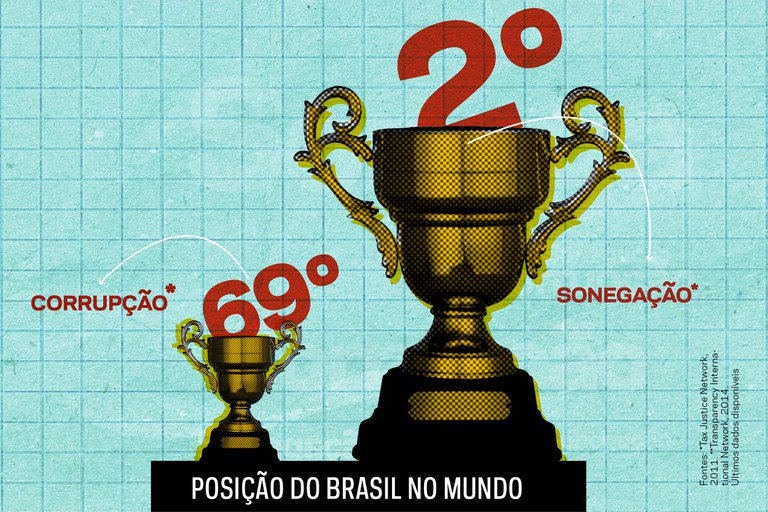 2º
69º
CORRUPÇÃO*
SONEGAÇÃO*
POSIÇÃO DO BRASIL NO MUNDO
Fontes: *Tax Justice Network,
2011. **Transparency Interna-
tional Network, 2014.
Últimos dados disponíveis